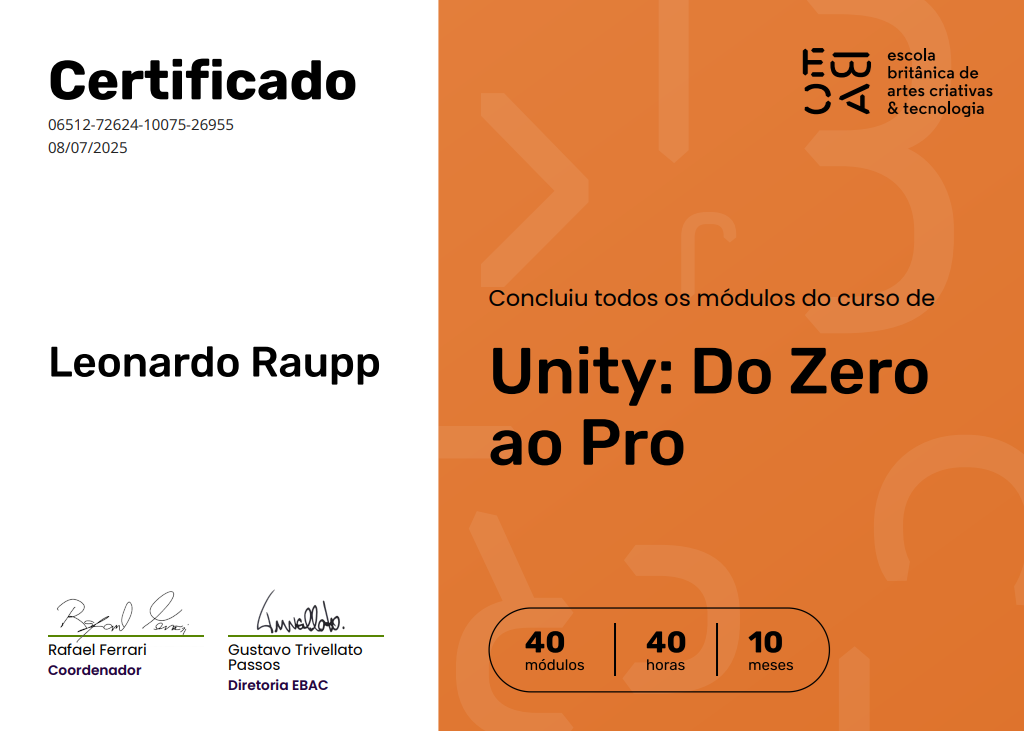 Certificado
06512-72624-10075-26955
08/07/2025
Leonardo Raupp
Rafael Ferrari
Coordenador
Gustavo Trivellato
Passos
Diretoria EBAC
EBAC
escola
britânica de
artes criativas
& tecnologia
Concluiu todos os módulos do curso de
Unity: Do Zero
ao Pro
40
módulos
40
horas
10
meses